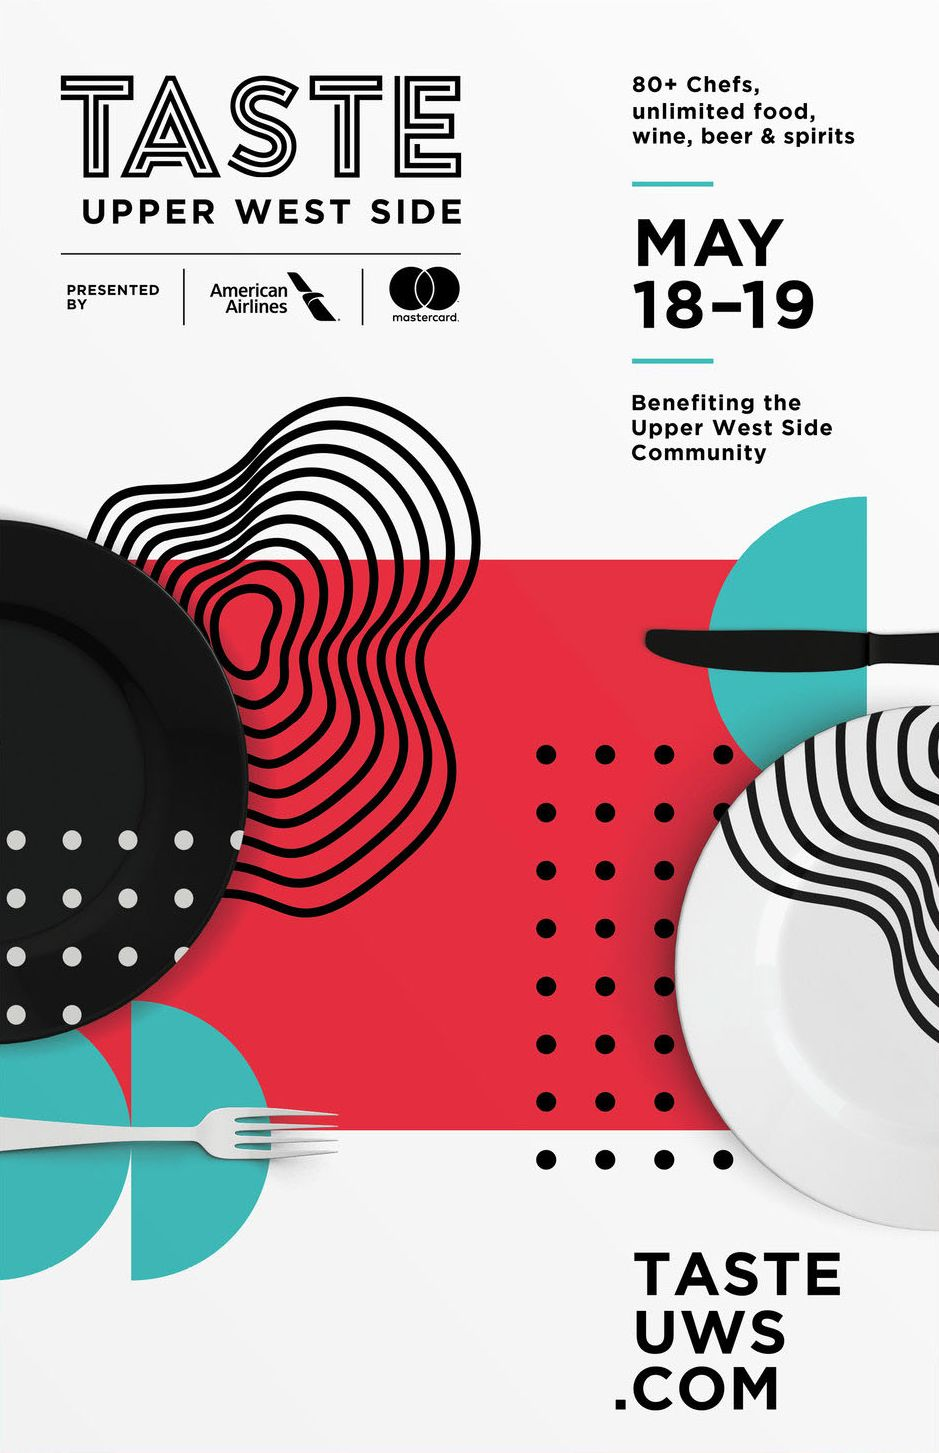 TASTE
UPPER WEST SIDE
PRESENTED
BY
American
Airlines
mastercard.
80+ Chefs,
unlimited food,
wine, beer & spirits
MAY
18–19
Benefiting the
Upper West Side
Community
TASTE
UWS
.COM